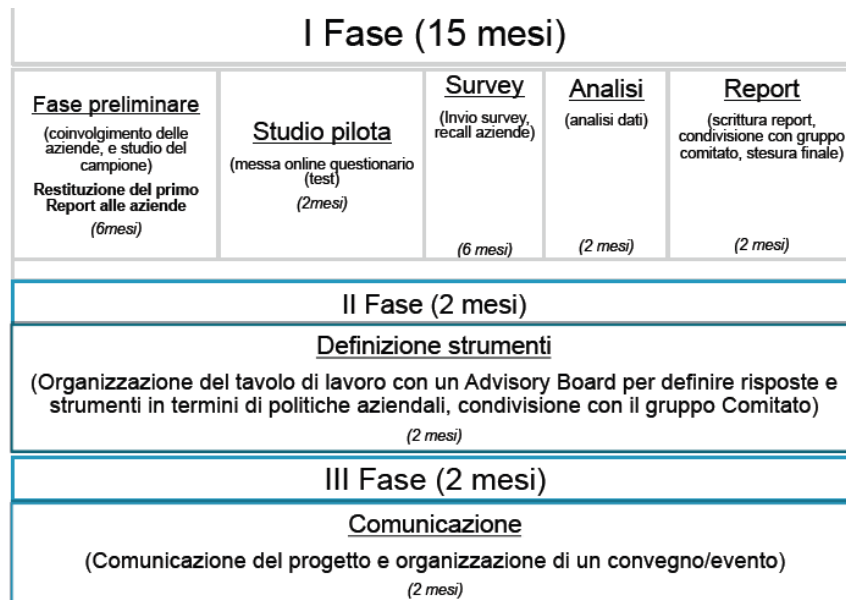 I Fase (15 mesi)
Fase preliminare
(coinvolgimento delle
aziende, e studio del
campione)
Restituzione del primo
Report alle aziende
(6mesi)
Studio pilota
(messa online questionario
(test)
(2mesi)
Survey
(Invio survey,
recall aziende)
(6 mesi)
Analisi
(analisi dati)
(2 mesi)
Report
(scrittura report,
condivisione con gruppo
comitato, stesura finale)
(2 mesi)
II Fase (2 mesi)
Definizione strumenti
(Organizzazione del tavolo di lavoro con un Advisory Board per definire risposte e
strumenti in termini di politiche aziendali, condivisione con il gruppo Comitato)
(2 mesi)
III Fase (2 mesi)
Comunicazione
(Comunicazione del progetto e organizzazione di un convegno/evento)
(2 mesi)